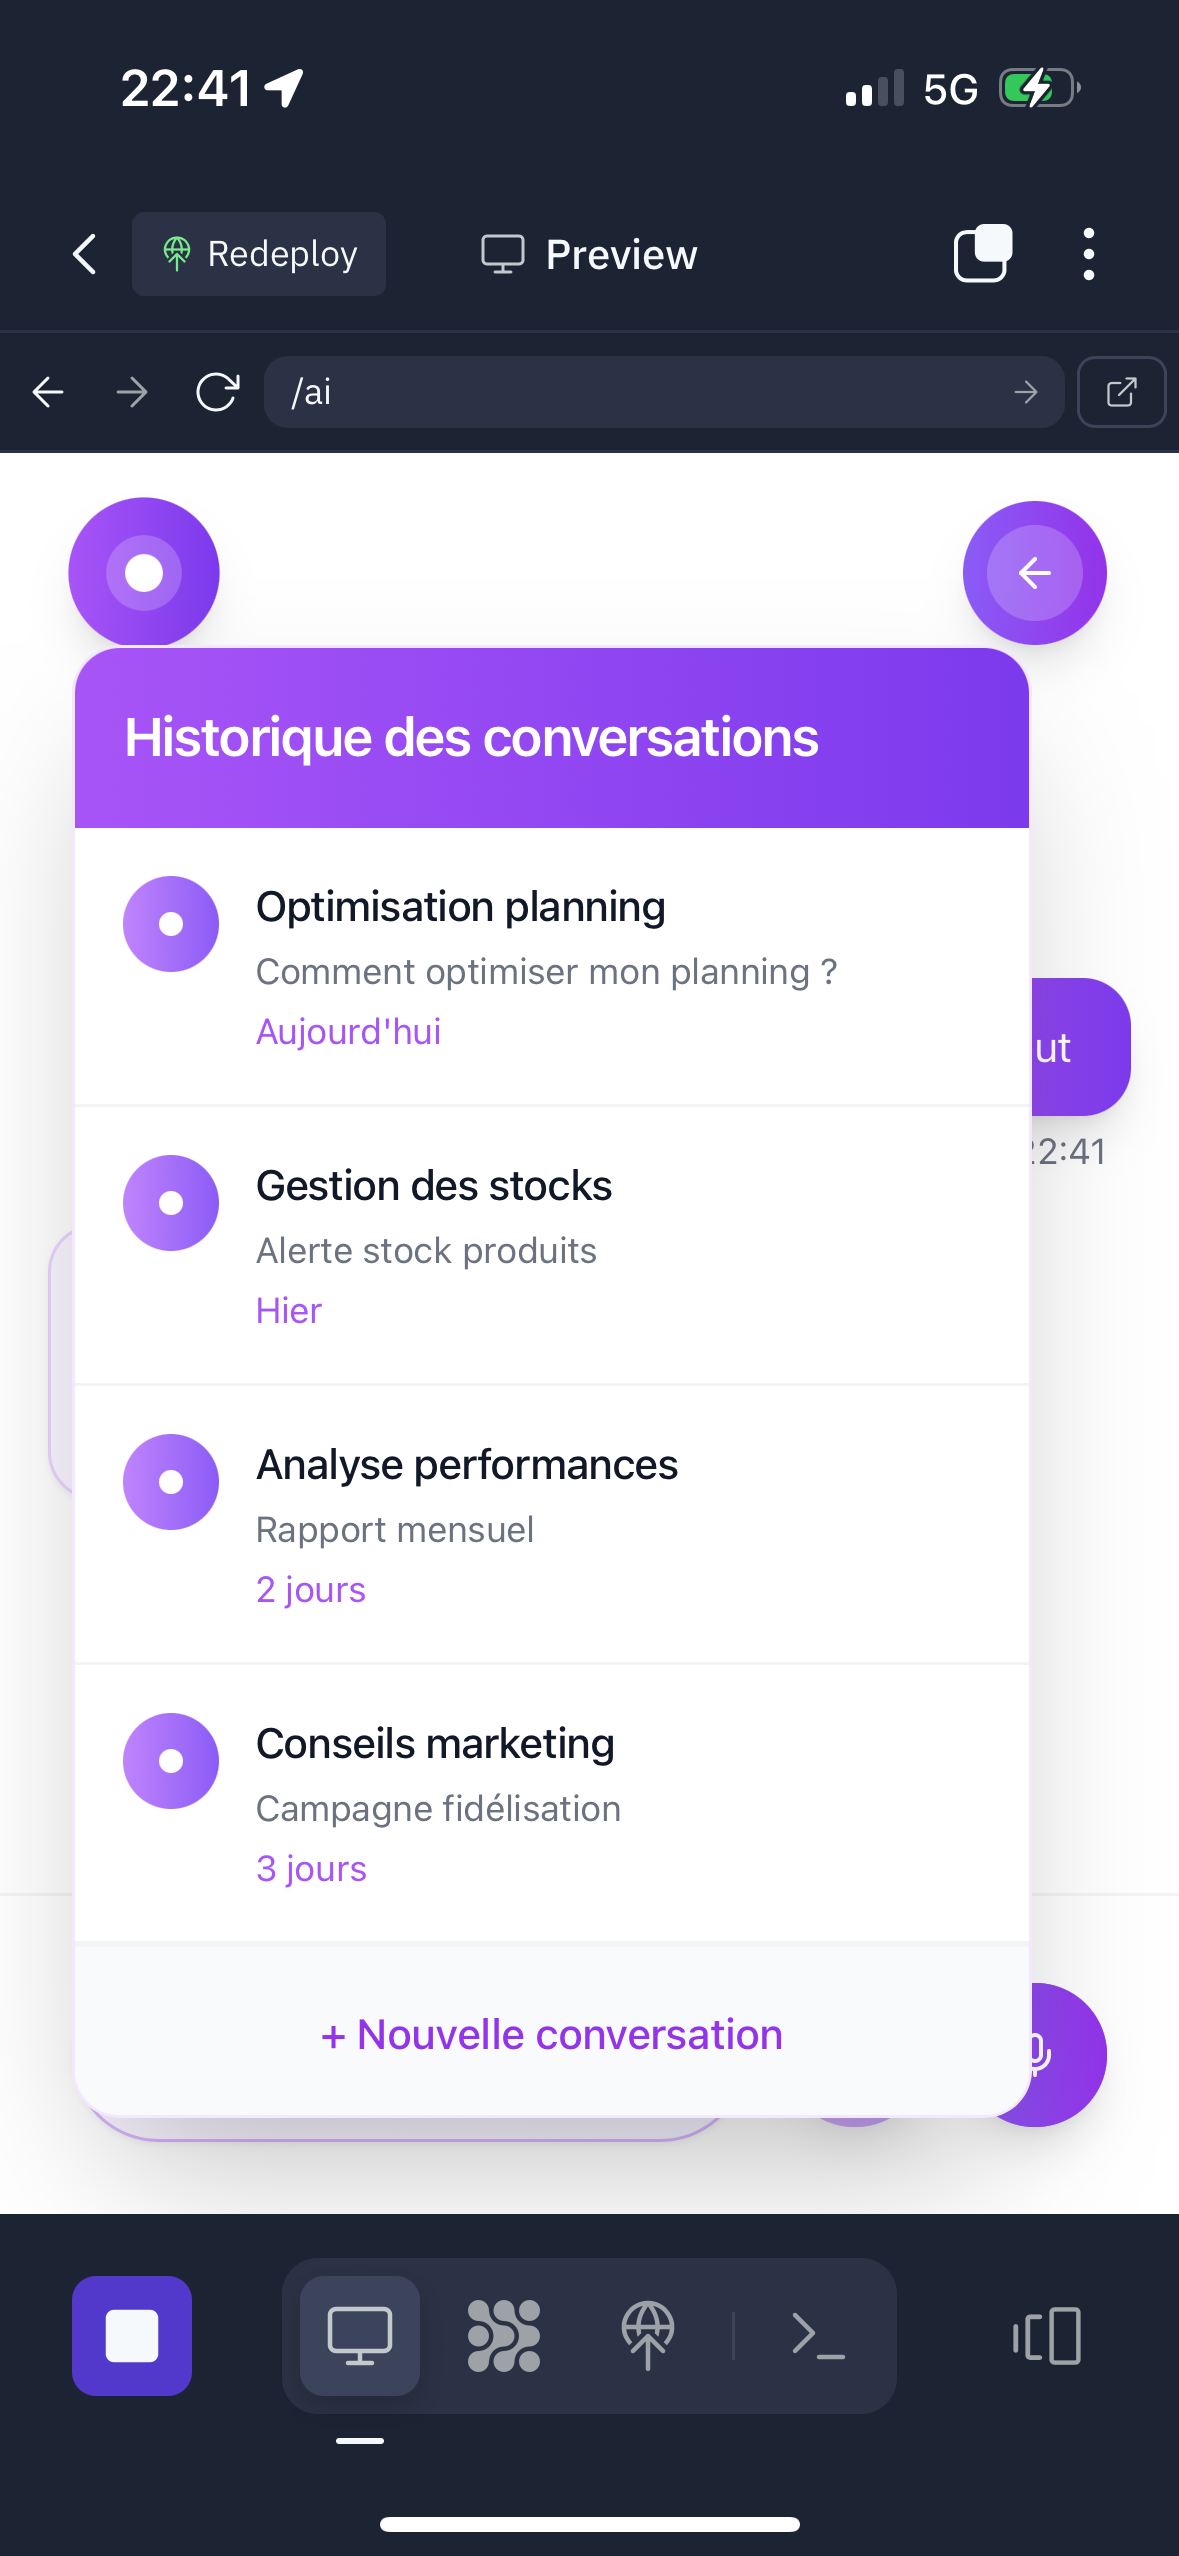 22:41
5G
Redeploy
Preview
/ai
Historique des conversations
Optimisation planning
Comment optimiser mon planning ?
Aujourd'hui
ut
22:41
Gestion des stocks
Alerte stock produits
Hier
Analyse performances
Rapport mensuel
2 jours
Conseils marketing
Campagne fidélisation
3 jours
+ Nouvelle conversation